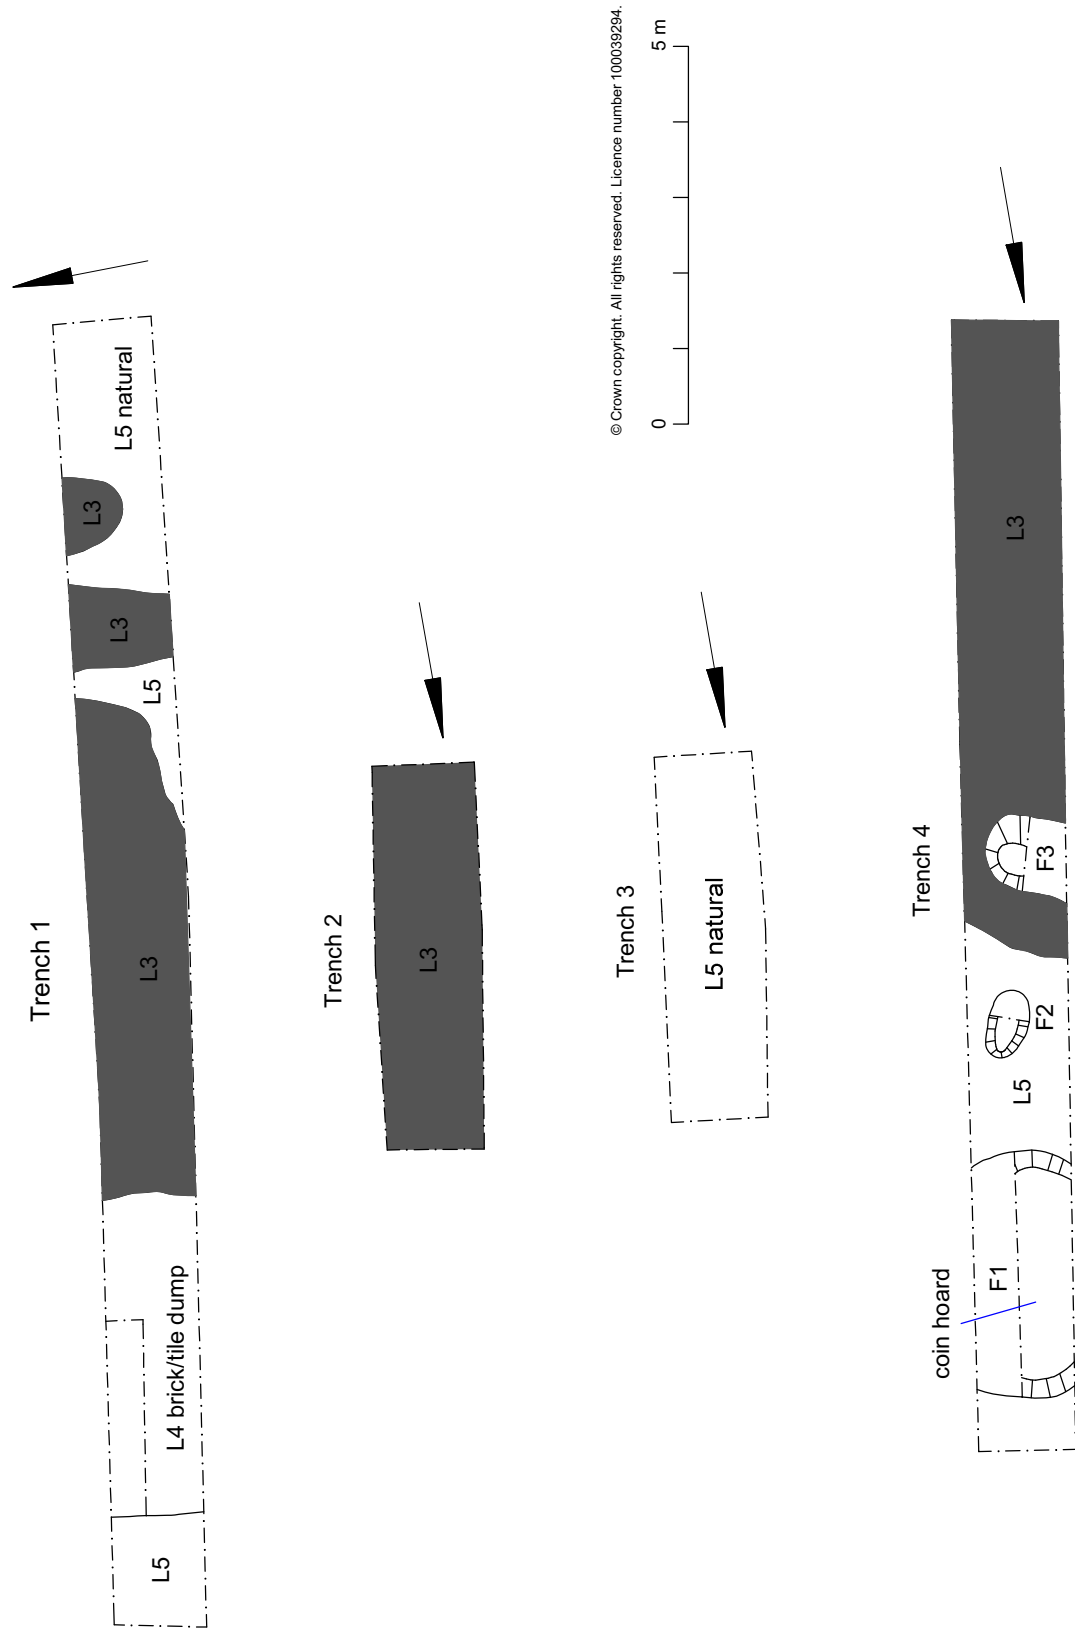 Trench 1
L5
L4 brick/tile dump
L3
L5
L3
L3
L5 natural
Trench 2
L3
Trench 3
L5 natural
© Crown copyright. All rights reserved. Licence number 100039294.
0
5 m
Trench 4
coin hoard
F1
L5
F2
F3
L3